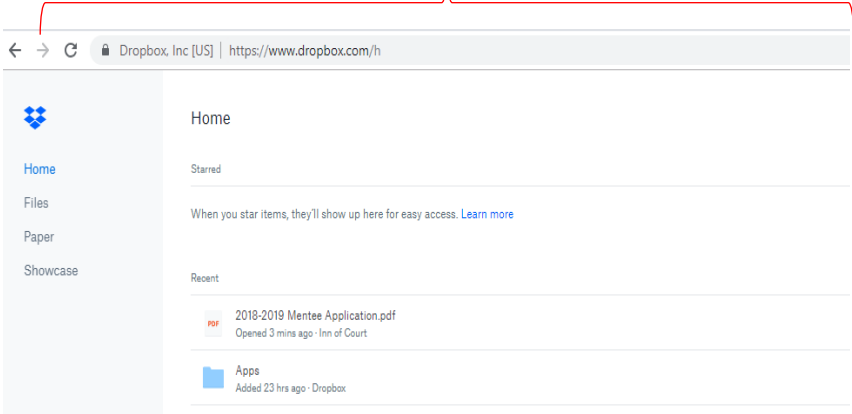 Dropbox, Inc [US] | https://www.dropbox.com/h
Home
Starred
When you star items, they'll show up here for easy access. Learn more
Recent
PDF
2018-2019 Mentee Application.pdf
Opened 3 mins ago · Inn of Court
Apps
Added 23 hrs ago · Dropbox
Home
Files
Paper
Showcase